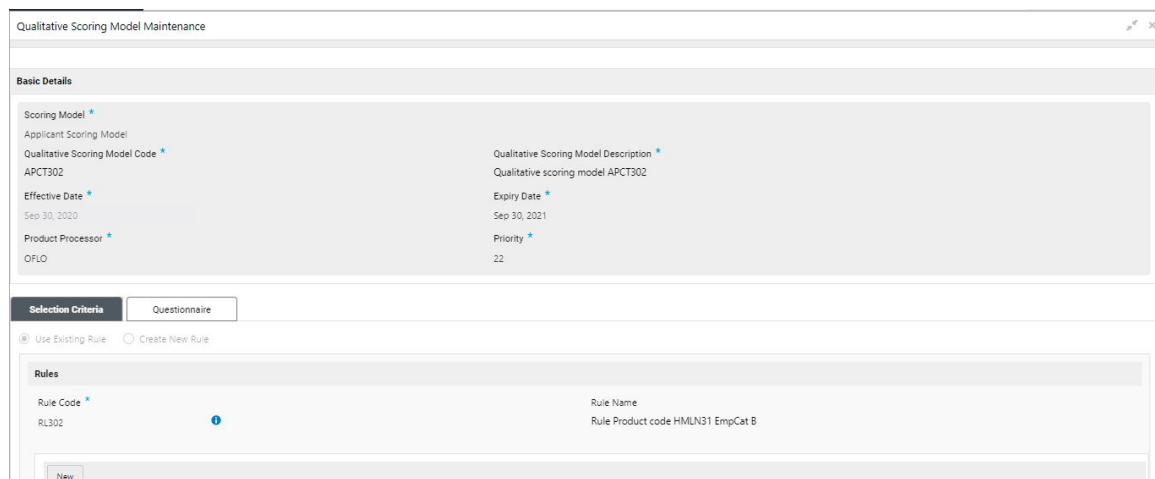 Qualitative Scoring Model Maintenance
Basic Details
Scoring Model *
Applicant Scoring Model
Qualitative Scoring Model Code * Qualitative Scoring Model Description *
APCT302 Qualitative scoring model APCT302
Effective Date * Expiry Date *
Sep 30, 2020 Sep 30, 2021
Product Processor * Priority *
OFLO 22
Selection Criteria Questionnaire
Use Existing Rule Create New Rule
Rules
Rule Code * Rule Name
RL302 Rule Product code HMLN31 EmpCat B
New